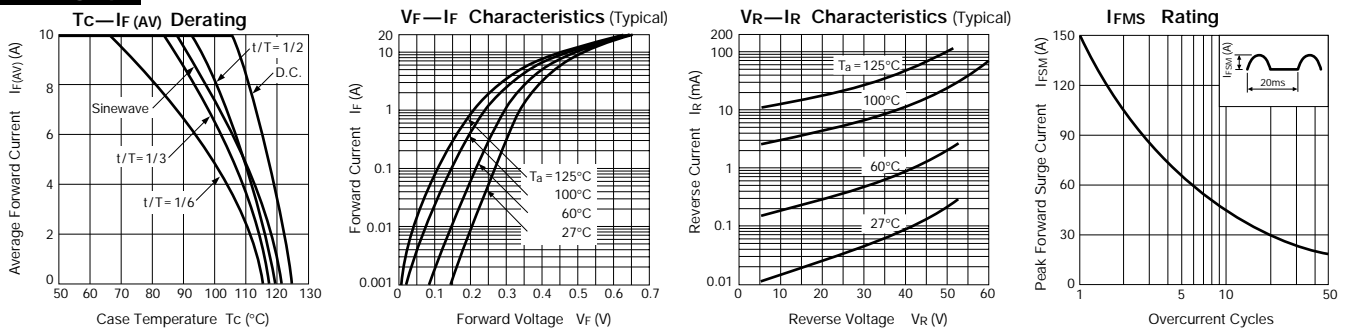 Tc—IF (AV) Derating
10
8
6
4
2
0
50 60 70 80 90 100 110 120 130
Average Forward Current IF(AV) (A)
Case Temperature Tc (°C)
t/T=1/2
D.C.
Sinewave
t/T=1/3
t/T=1/6
VF—IF Characteristics (Typical)
20
10
1
0.1
0.01
0.001
0 0.1 0.2 0.3 0.4 0.5 0.6 0.7
Forward Current IF (A)
Forward Voltage VF (V)
Ta=125°C
100°C
60°C
27°C
VR—IR Characteristics (Typical)
200
100
10
1
0.1
0.01
0 10 20 30 40 50 60
Reverse Current IR (mA)
Reverse Voltage VR (V)
Ta=125°C
100°C
60°C
27°C
IFMS Rating
150
120
90
60
30
0
1 5 10 50
Peak Forward Surge Current IFSM (A)
Overcurrent Cycles
IFSM (A)
20ms